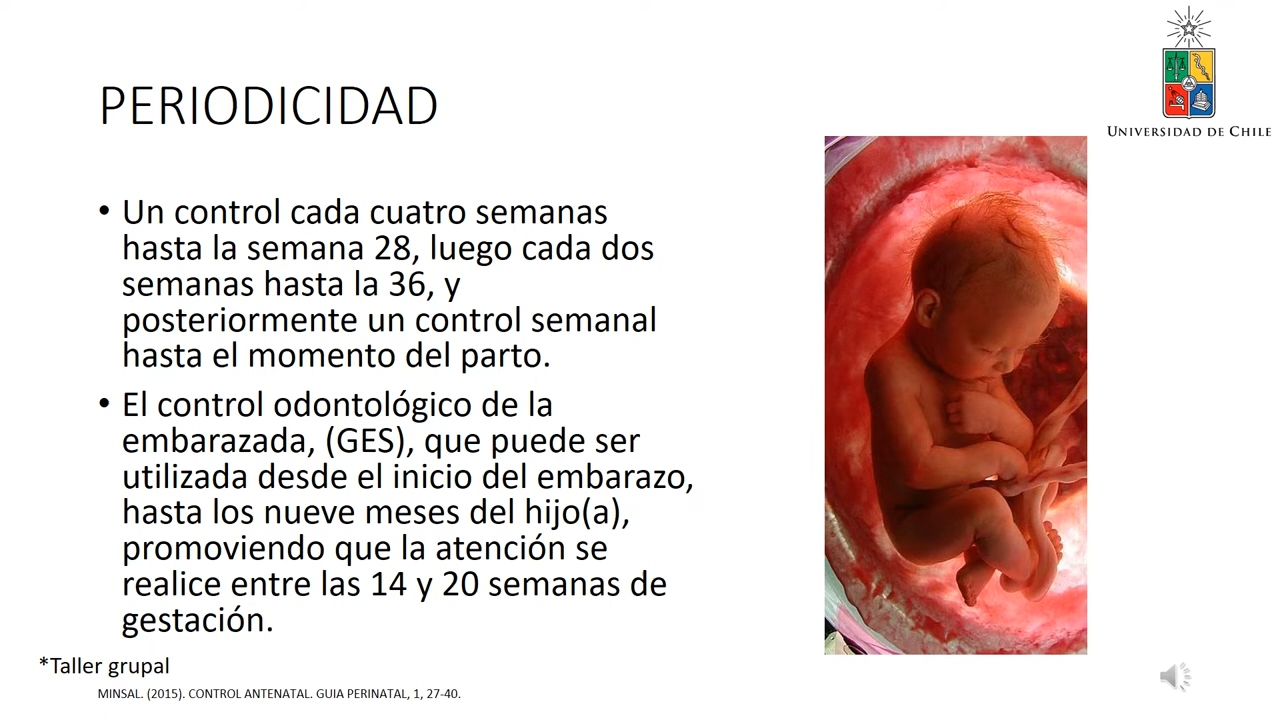 UNIVERSIDAD DE CHILE
PERIODICIDAD
• Un control cada cuatro semanas
hasta la semana 28, luego cada dos
semanas hasta la 36, y
posteriormente un control semanal
hasta el momento del parto.
• El control odontológico de la
embarazada, (GES), que puede ser
utilizada desde el inicio del embarazo,
hasta los nueve meses del hijo(a),
promoviendo que la atención se
realice entre las 14 y 20 semanas de
gestación.
*Taller grupal
MINSAL. (2015). CONTROL ANTENATAL. GUIA PERINATAL, 1, 27-40.